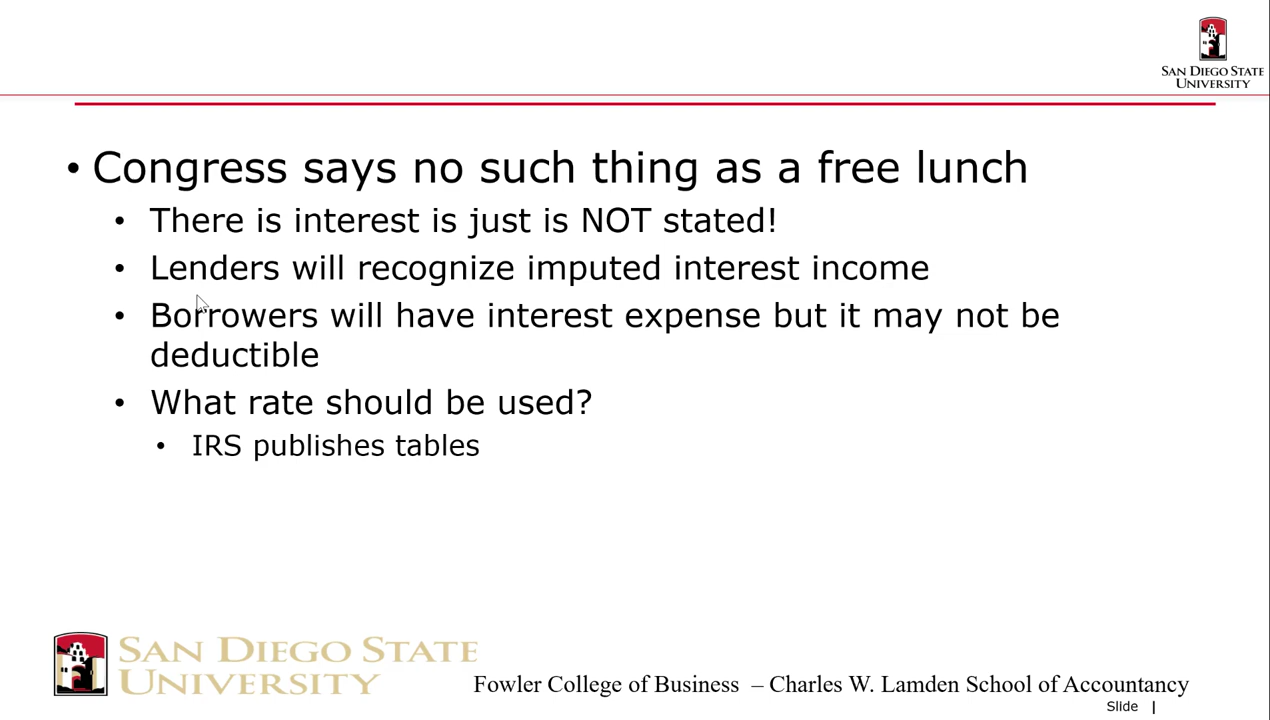 SAN DIEGO STATE
UNIVERSITY
• Congress says no such thing as a free lunch
• There is interest is just is NOT stated!
• Lenders will recognize imputed interest income
• Borrowers will have interest expense but it may not be
deductible
• What rate should be used?
• IRS publishes tables
SAN DIEGO STATE
UNIVERSITY
Fowler College of Business – Charles W. Lamden School of Accountancy
Slide |